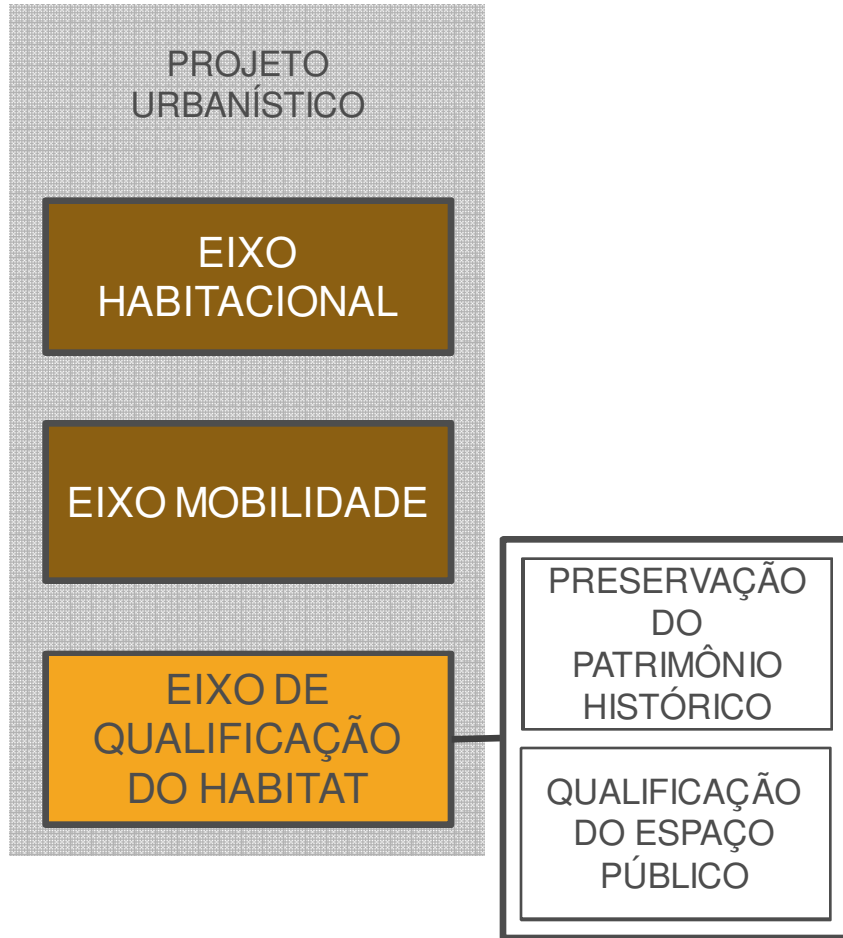 PROJETO
URBANÍSTICO
EIXO
HABITACIONAL
EIXO MOBILIDADE
EIXO DE
QUALIFICAÇÃO
DO HABITAT
PRESERVAÇÃO
DO
PATRIMÔNIO
HISTÓRICO
QUALIFICAÇÃO
DO ESPAÇO
PÚBLICO